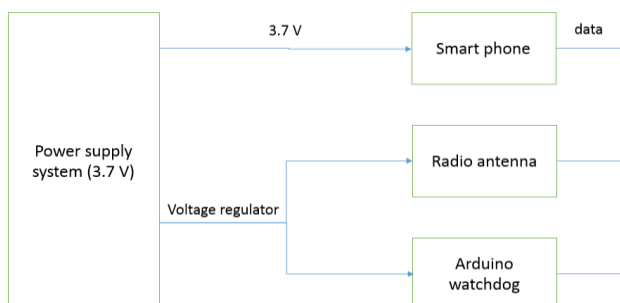 3.7 V
Smart phone
data
Power supply
system (3.7 V)
Radio antenna
Voltage regulator
Arduino
watchdog